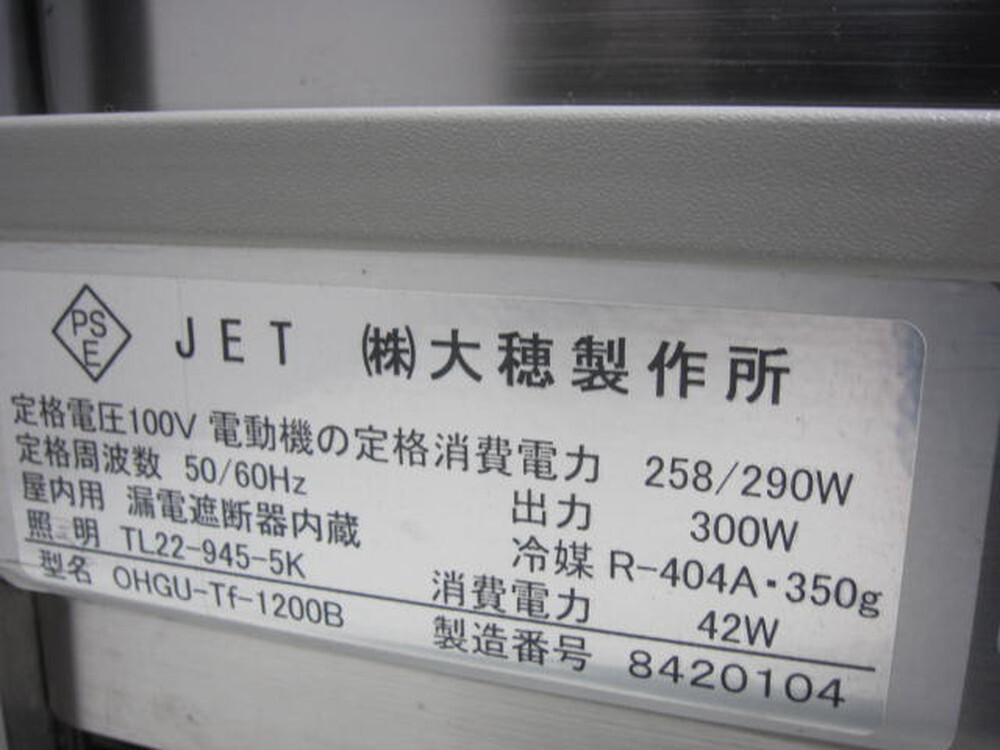 PS
E
JET (株)大穂製作所
定格電圧100V 電動機の定格消費電力 258/290W
定格周波数 50/60Hz 出力 300W
屋内用 漏電遮断器内蔵 冷媒 R-404A・350g
照明 TL22-945-5K 消費電力 42W
型名 OHGU-Tf-1200B 製造番号 8420104